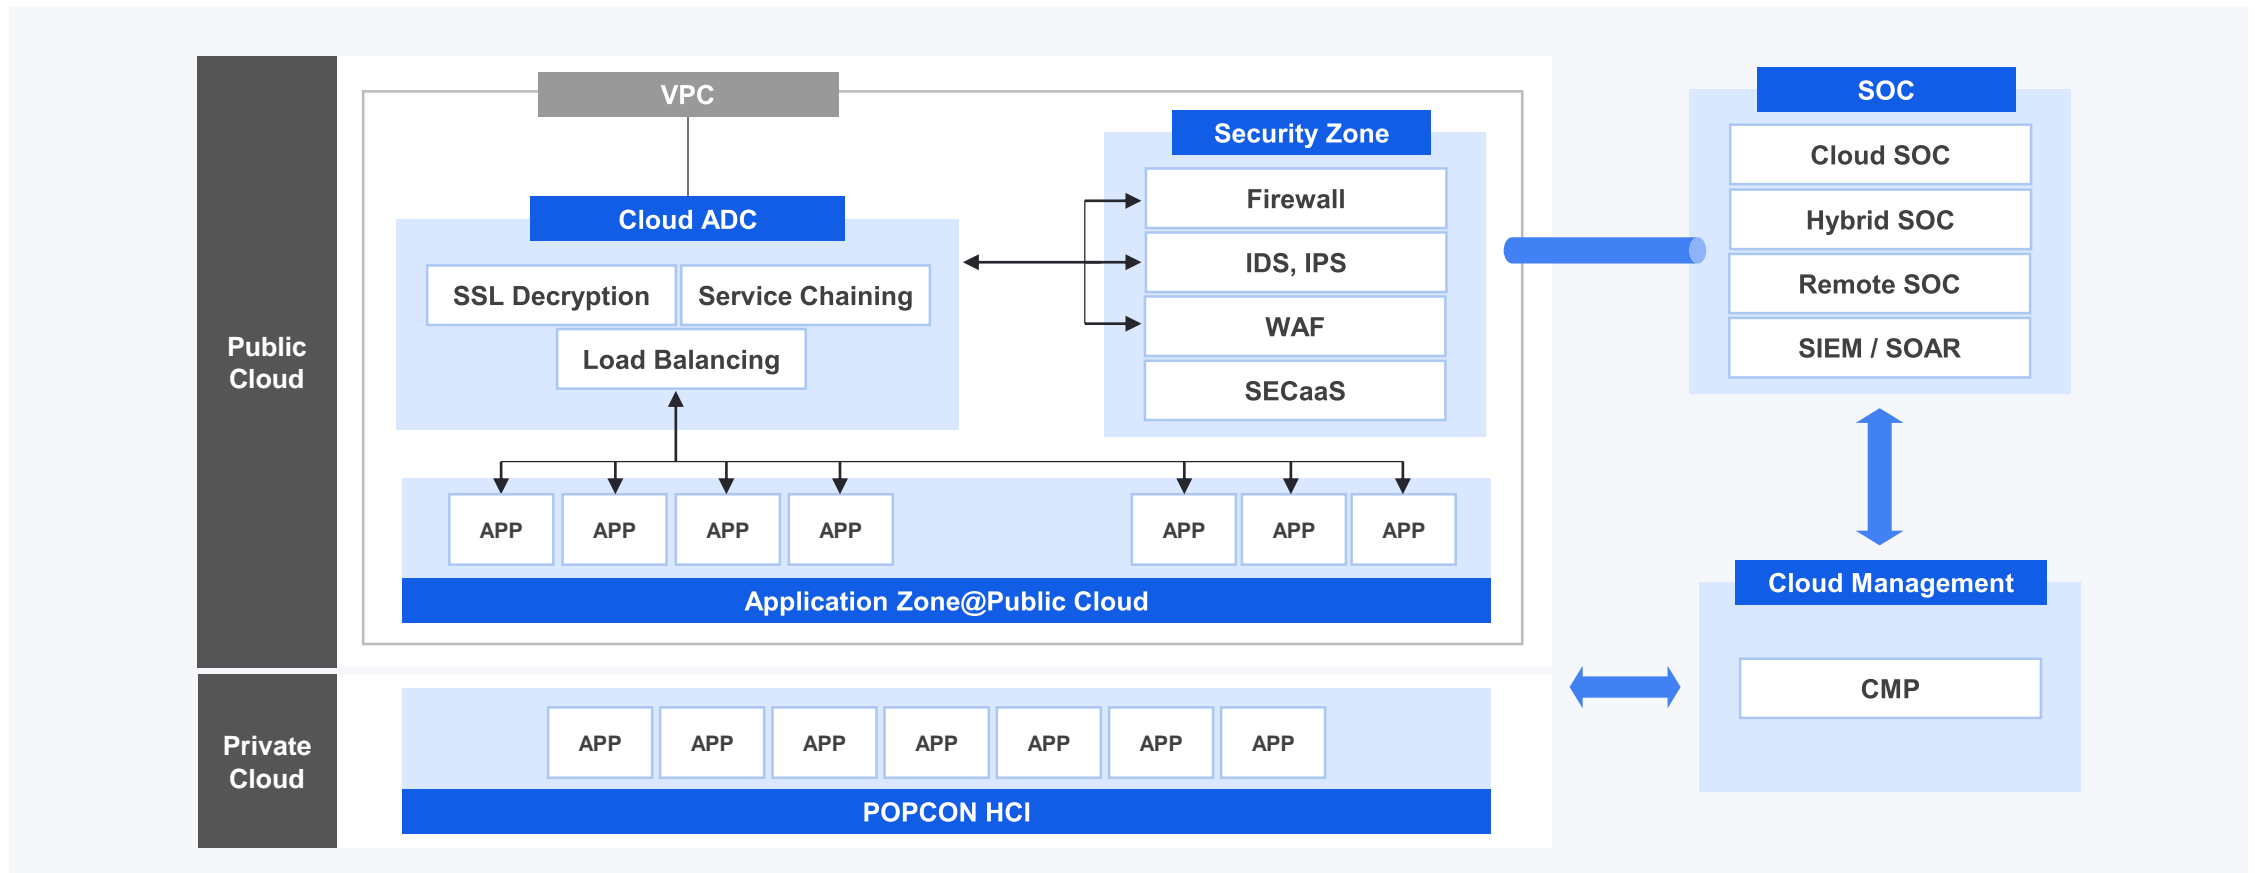 VPC
Cloud ADC
SSL Decryption
Service Chaining
Load Balancing
Security Zone
Firewall
IDS, IPS
WAF
SECaaS
Public
Cloud
APP
APP
APP
APP
APP
APP
APP
Application Zone@Public Cloud
SOC
Cloud SOC
Hybrid SOC
Remote SOC
SIEM / SOAR
Cloud Management
CMP
Private
Cloud
APP
APP
APP
APP
APP
APP
APP
POPCON HCI